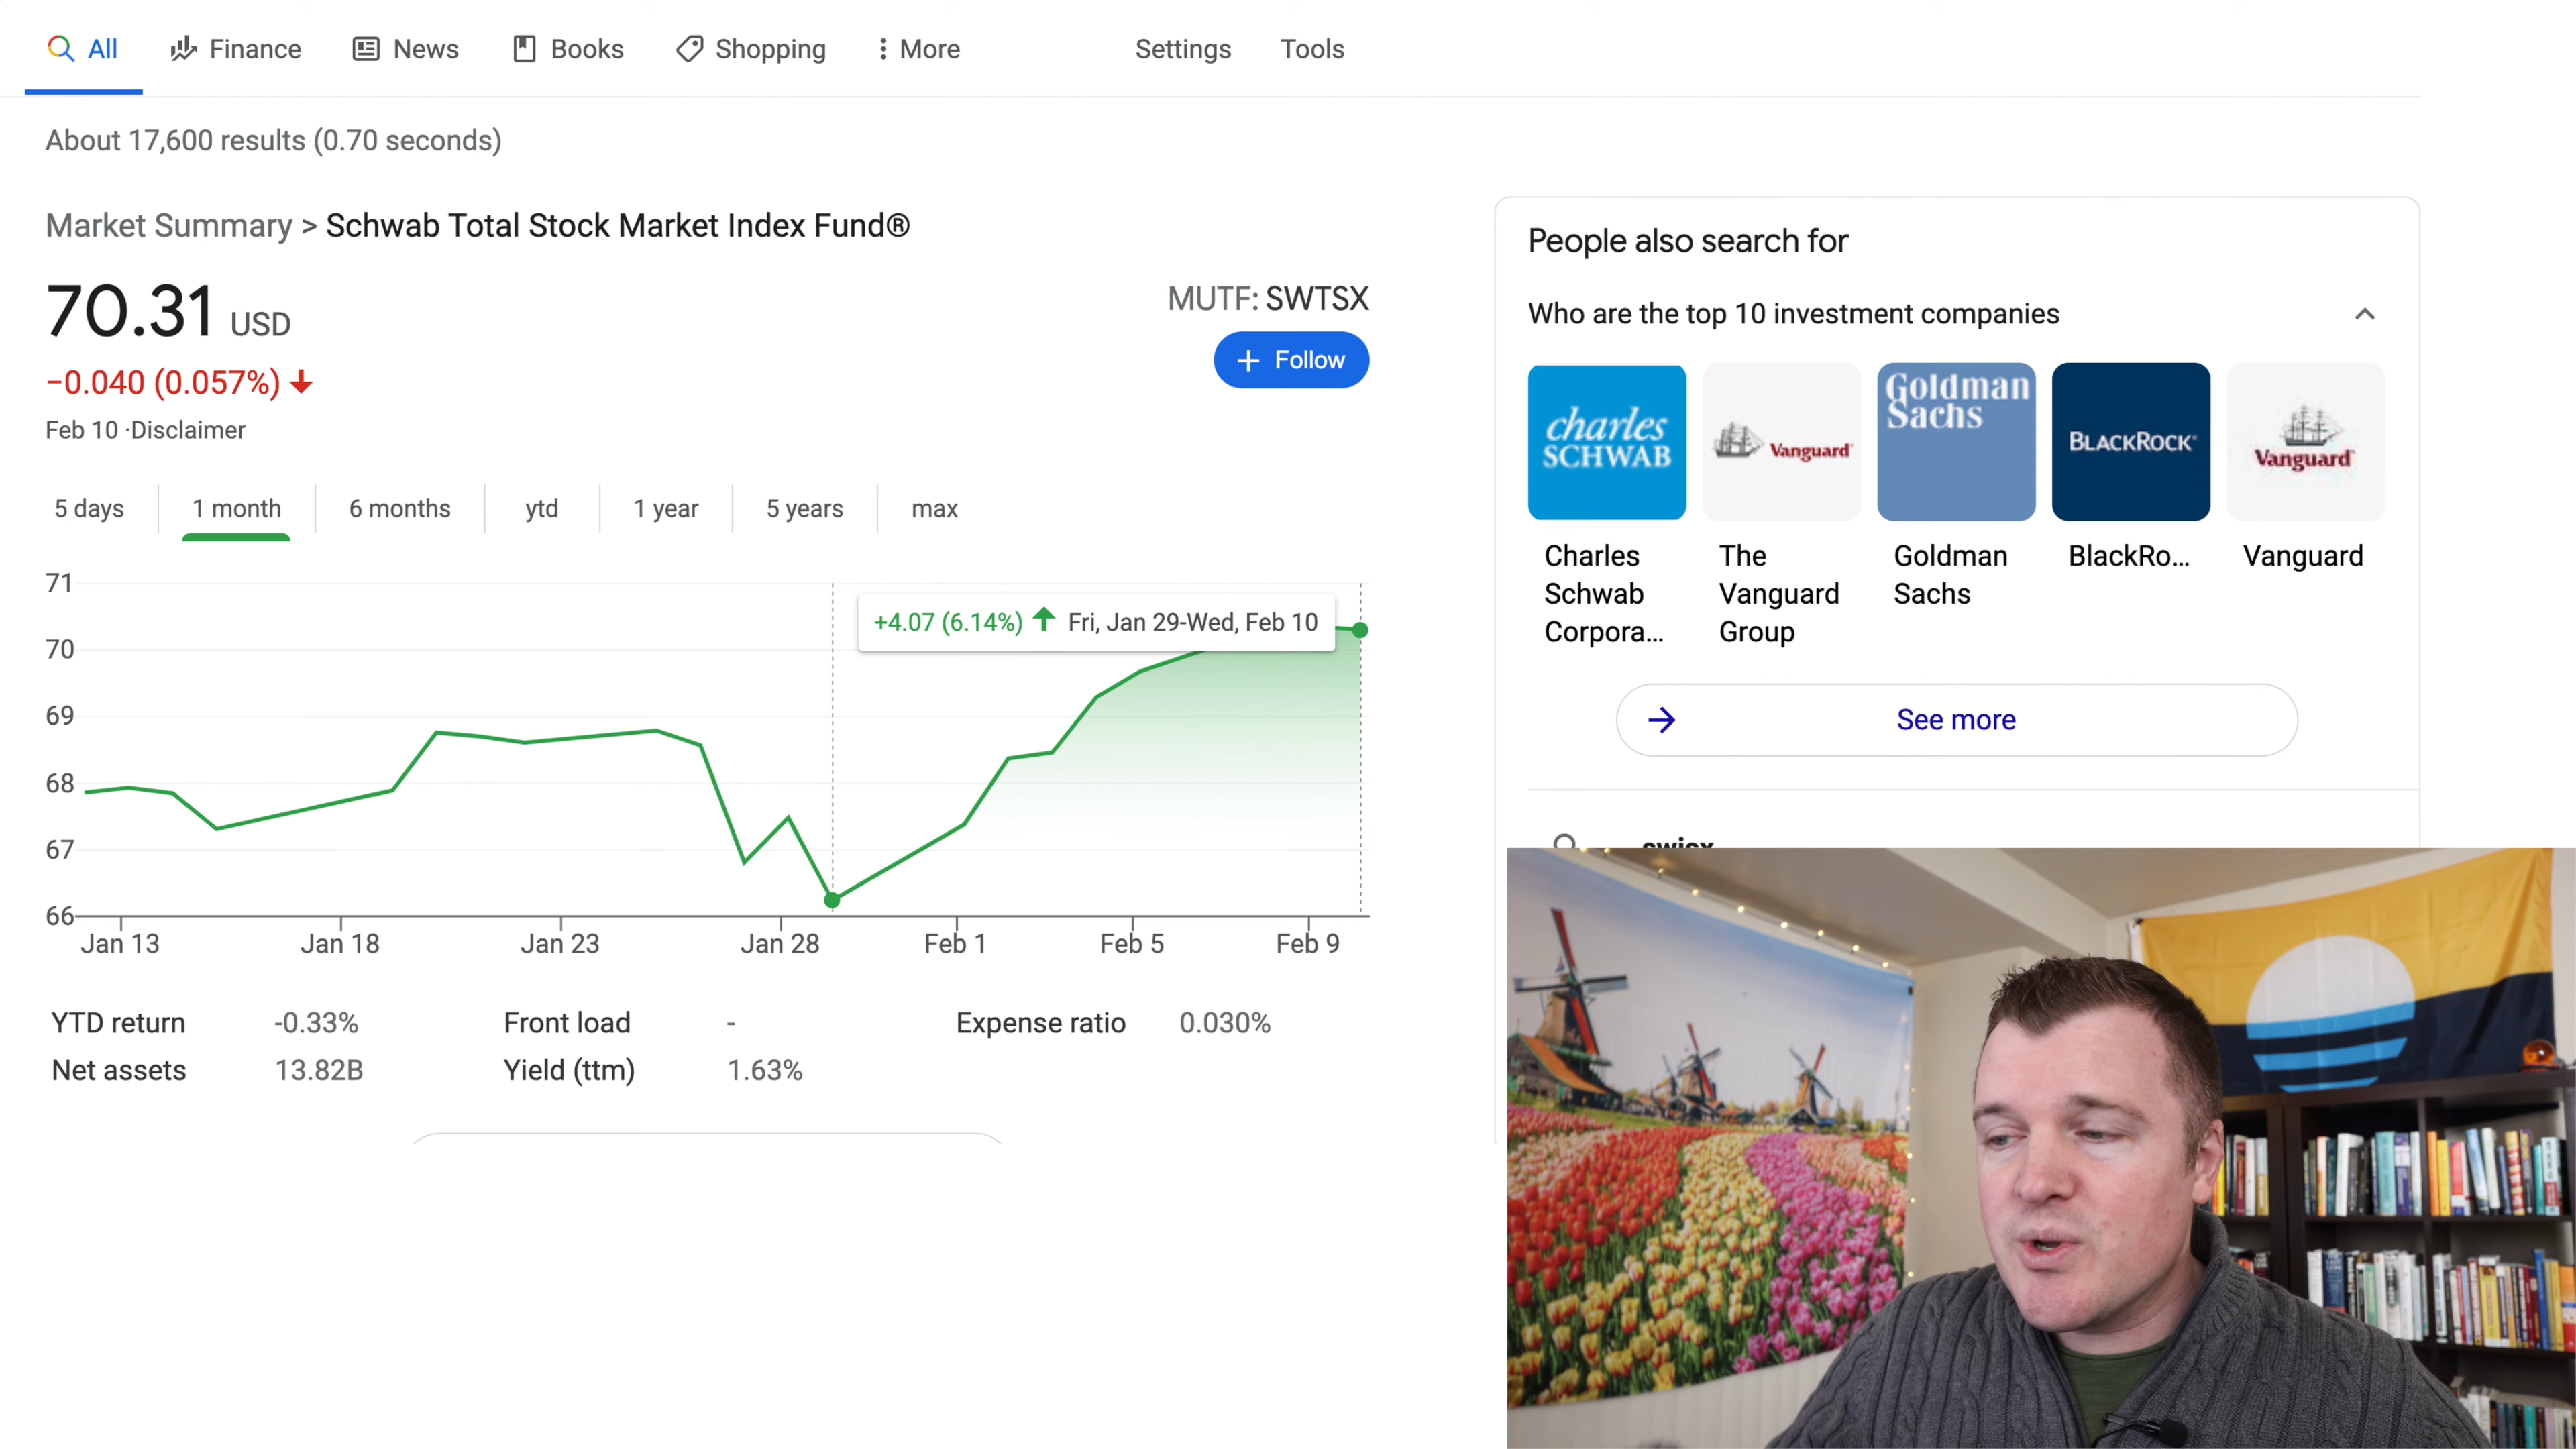 All
Finance
News
Books
Shopping
More
Settings
Tools
About 17,600 results (0.70 seconds)
Market Summary > Schwab Total Stock Market Index Fund®
70.31 USD
−0.040 (0.057%)
Feb 10 ·Disclaimer
MUTF: SWTSX
+ Follow
5 days
1 month
6 months
ytd
1 year
5 years
max
71
70
69
68
67
66
+4.07 (6.14%) Fri, Jan 29-Wed, Feb 10
Jan 13
Jan 18
Jan 23
Jan 28
Feb 1
Feb 5
Feb 9
YTD return -0.33%
Front load -
Expense ratio 0.030%
Net assets 13.82B
Yield (ttm) 1.63%
People also search for
Who are the top 10 investment companies
charles
SCHWAB
Vanguard
Goldman
Sachs
BLACKROCK
Vanguard
Charles
Schwab
Corpora...
The
Vanguard
Group
Goldman
Sachs
BlackRo...
Vanguard
See more
swisx